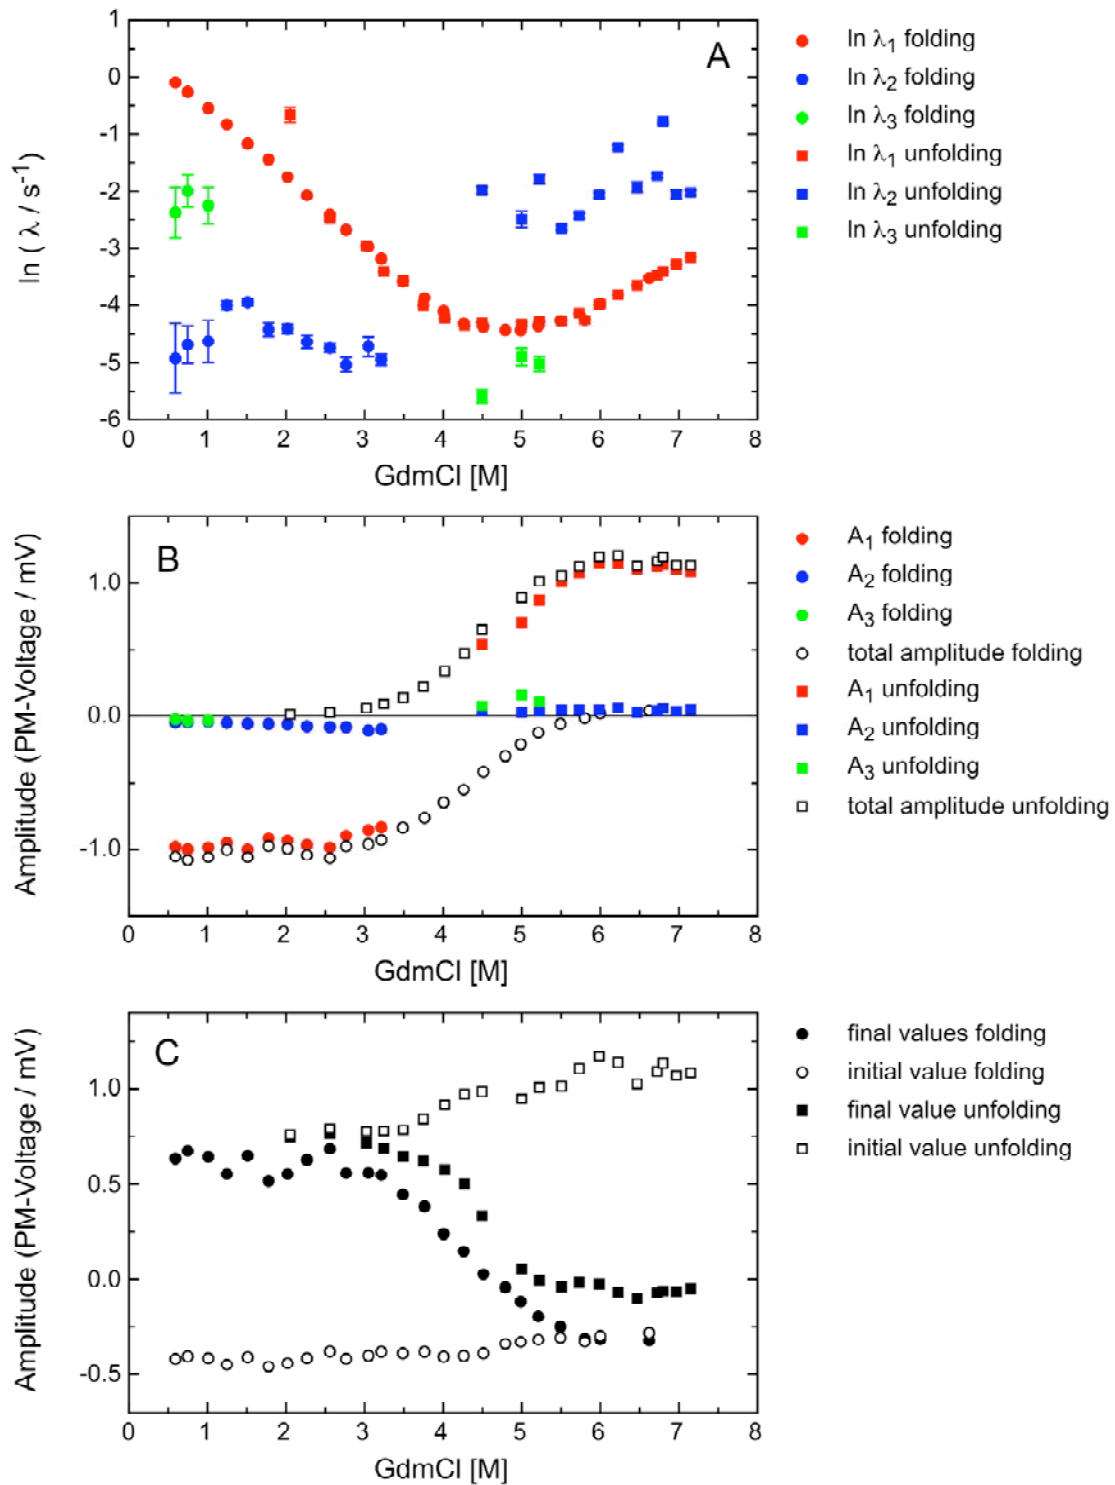 A
ln ( λ / s-1)
1
0
-1
-2
-3
-4
-5
-6
0 1 2 3 4 5 6 7 8
GdmCl [M]
ln λ1 folding
ln λ2 folding
ln λ3 folding
ln λ1 unfolding
ln λ2 unfolding
ln λ3 unfolding
B
Amplitude (PM-Voltage / mV)
1.0
0.0
-1.0
0 1 2 3 4 5 6 7 8
GdmCl [M]
A1 folding
A2 folding
A3 folding
total amplitude folding
A1 unfolding
A2 unfolding
A3 unfolding
total amplitude unfolding
C
Amplitude (PM-Voltage / mV)
1.0
0.5
0.0
-0.5
0 1 2 3 4 5 6 7 8
GdmCl [M]
final values folding
initial value folding
final value unfolding
initial value unfolding